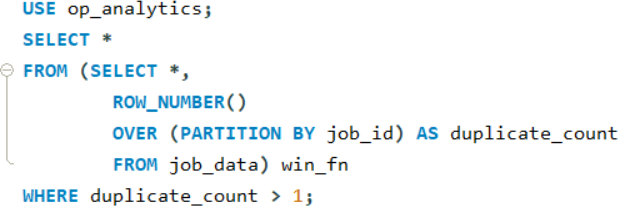 USE op_analytics;
SELECT *
FROM (SELECT *,
ROW_NUMBER()
OVER (PARTITION BY job_id) AS duplicate_count
FROM job_data) win_fn
WHERE duplicate_count > 1;